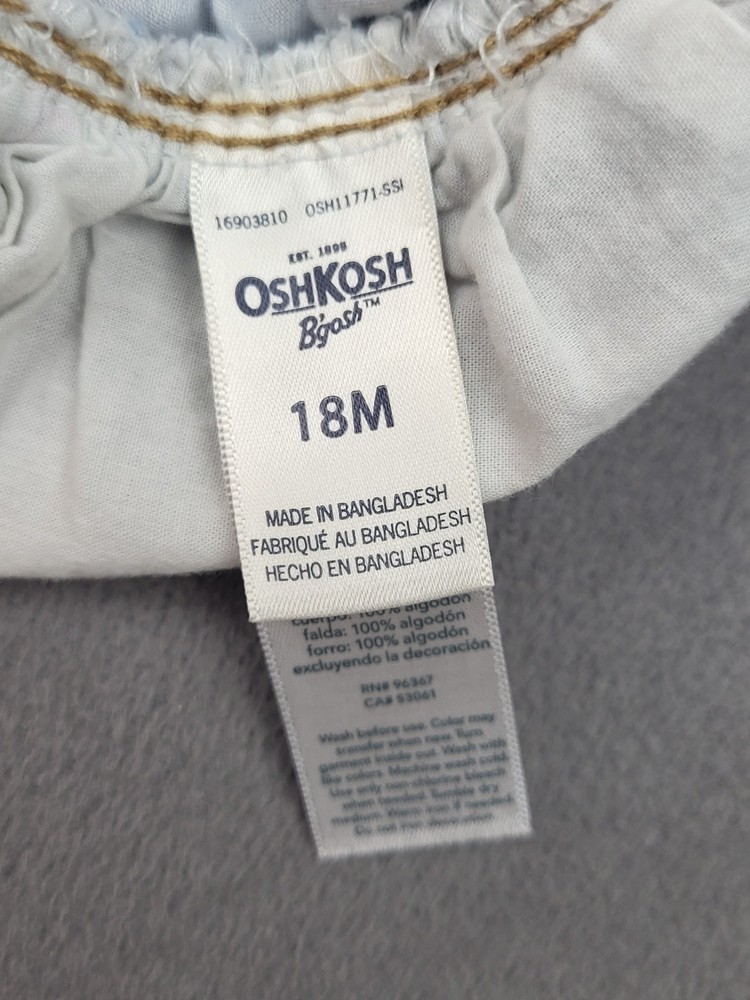 16903810 OSH11771-SSI
EST. 1895
OSHKOSH
B'gosh™
18M
MADE IN BANGLADESH
FABRIQUÉ AU BANGLADESH
HECHO EN BANGLADESH
cuerpo: 100% algodón
falda: 100% algodón
forro: 100% algodón
excluyendo la decoración
RN# 96367
CA# 53061
Wash before use. Color may
transfer when new. Turn
garment inside out. Wash with
like colors. Machine wash cold.
Use only non-chlorine bleach
when needed. Tumble dry
medium. Warm iron if needed.
Do not iron decoration.